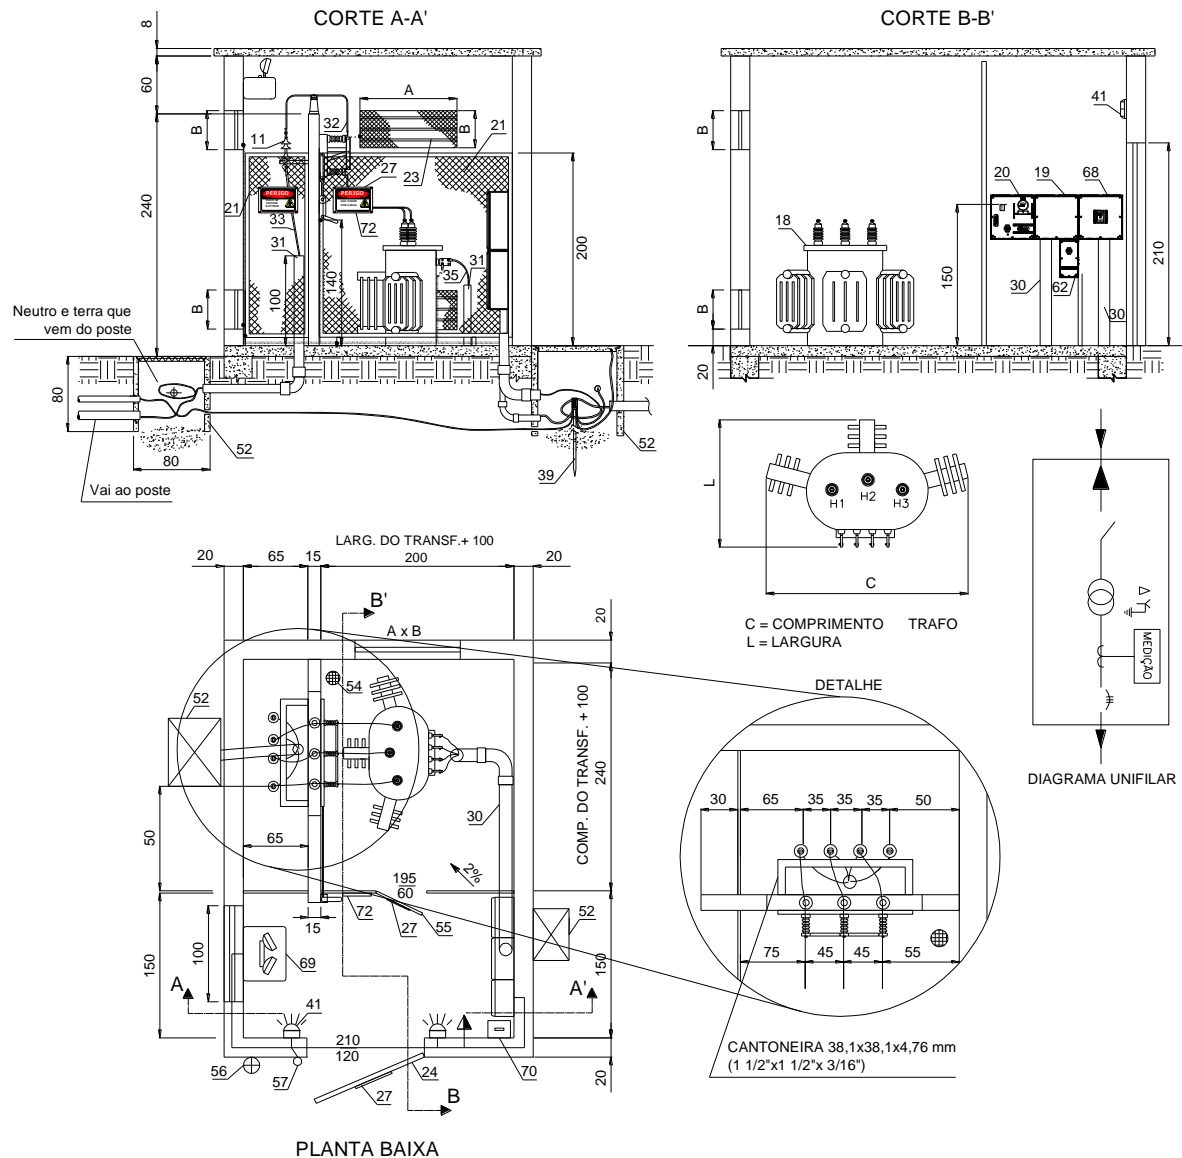 CORTE A-A'
CORTE B-B'
8
60
240
B
B
A
B
11
32
21
23
27
PERIGO
PERIGO
21
33
72
31
31
35
100
140
200
Neutro e terra que
vem do poste
80
80
Vai ao poste
52
52
39
B
B
41
20
19
68
18
150
210
30
62
30
20
L
H1
H2
H3
C
C = COMPRIMENTO TRAFO
L = LARGURA
MEDIÇÃO
DIAGRAMA UNIFILAR
LARG. DO TRANSF.+ 100
20
65
15
200
20
B'
A x B
20
54
52
COMP. DO TRANSF. + 100
240
30
50
65
2%
195
60
72
27
55
15
52
150
100
69
150
A
A'
41
210
120
56
57
24
27
70
20
B
PLANTA BAIXA
DETALHE
30
65
35
35
35
50
75
45
45
55
CANTONEIRA 38,1x38,1x4,76 mm
(1 1/2"x1 1/2"x 3/16")